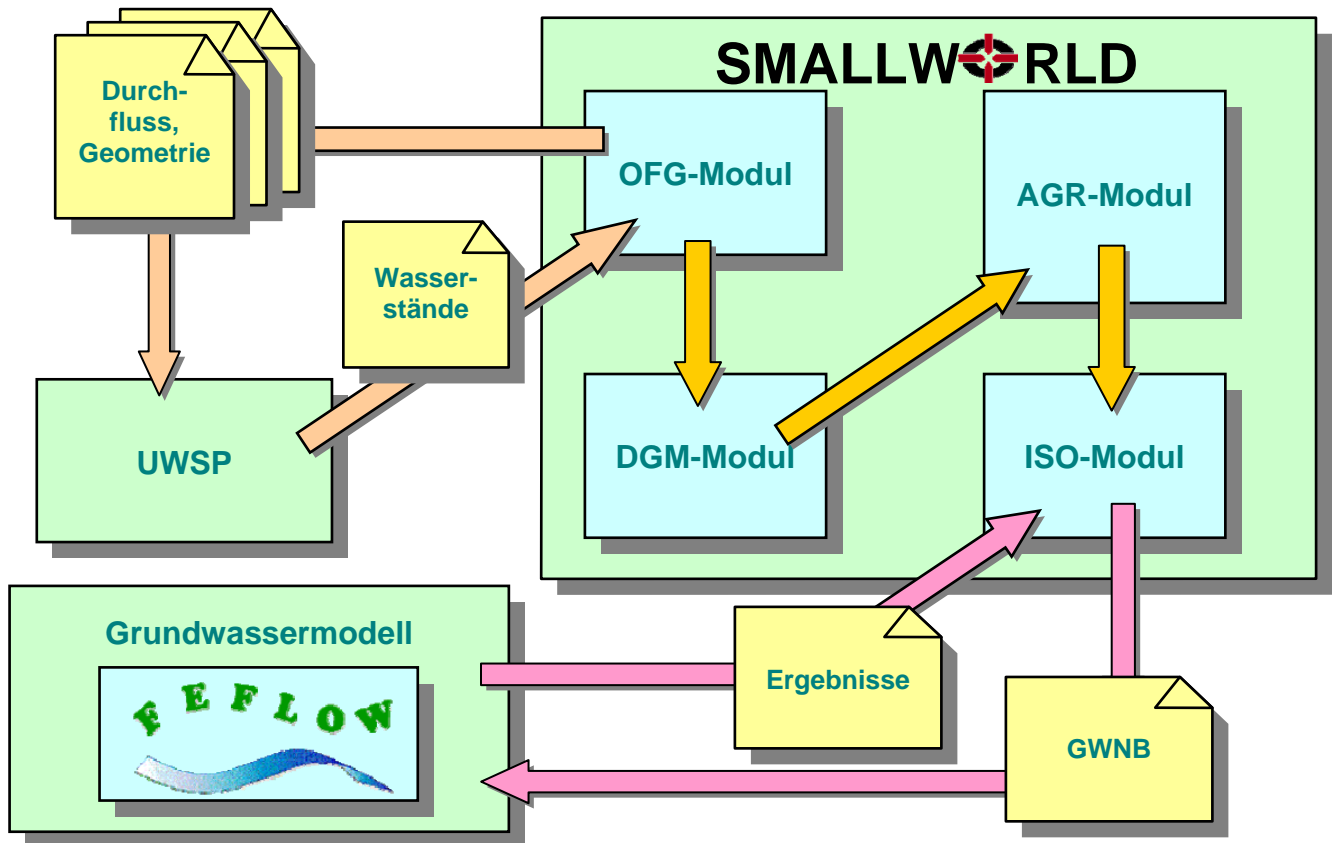 Durch-
fluss,
Geometrie
SMALLWORLD
OFG-Modul
AGR-Modul
Wasser-
stände
UWSP
DGM-Modul
ISO-Modul
Grundwassermodell
FEFLOW
Ergebnisse
GWNB